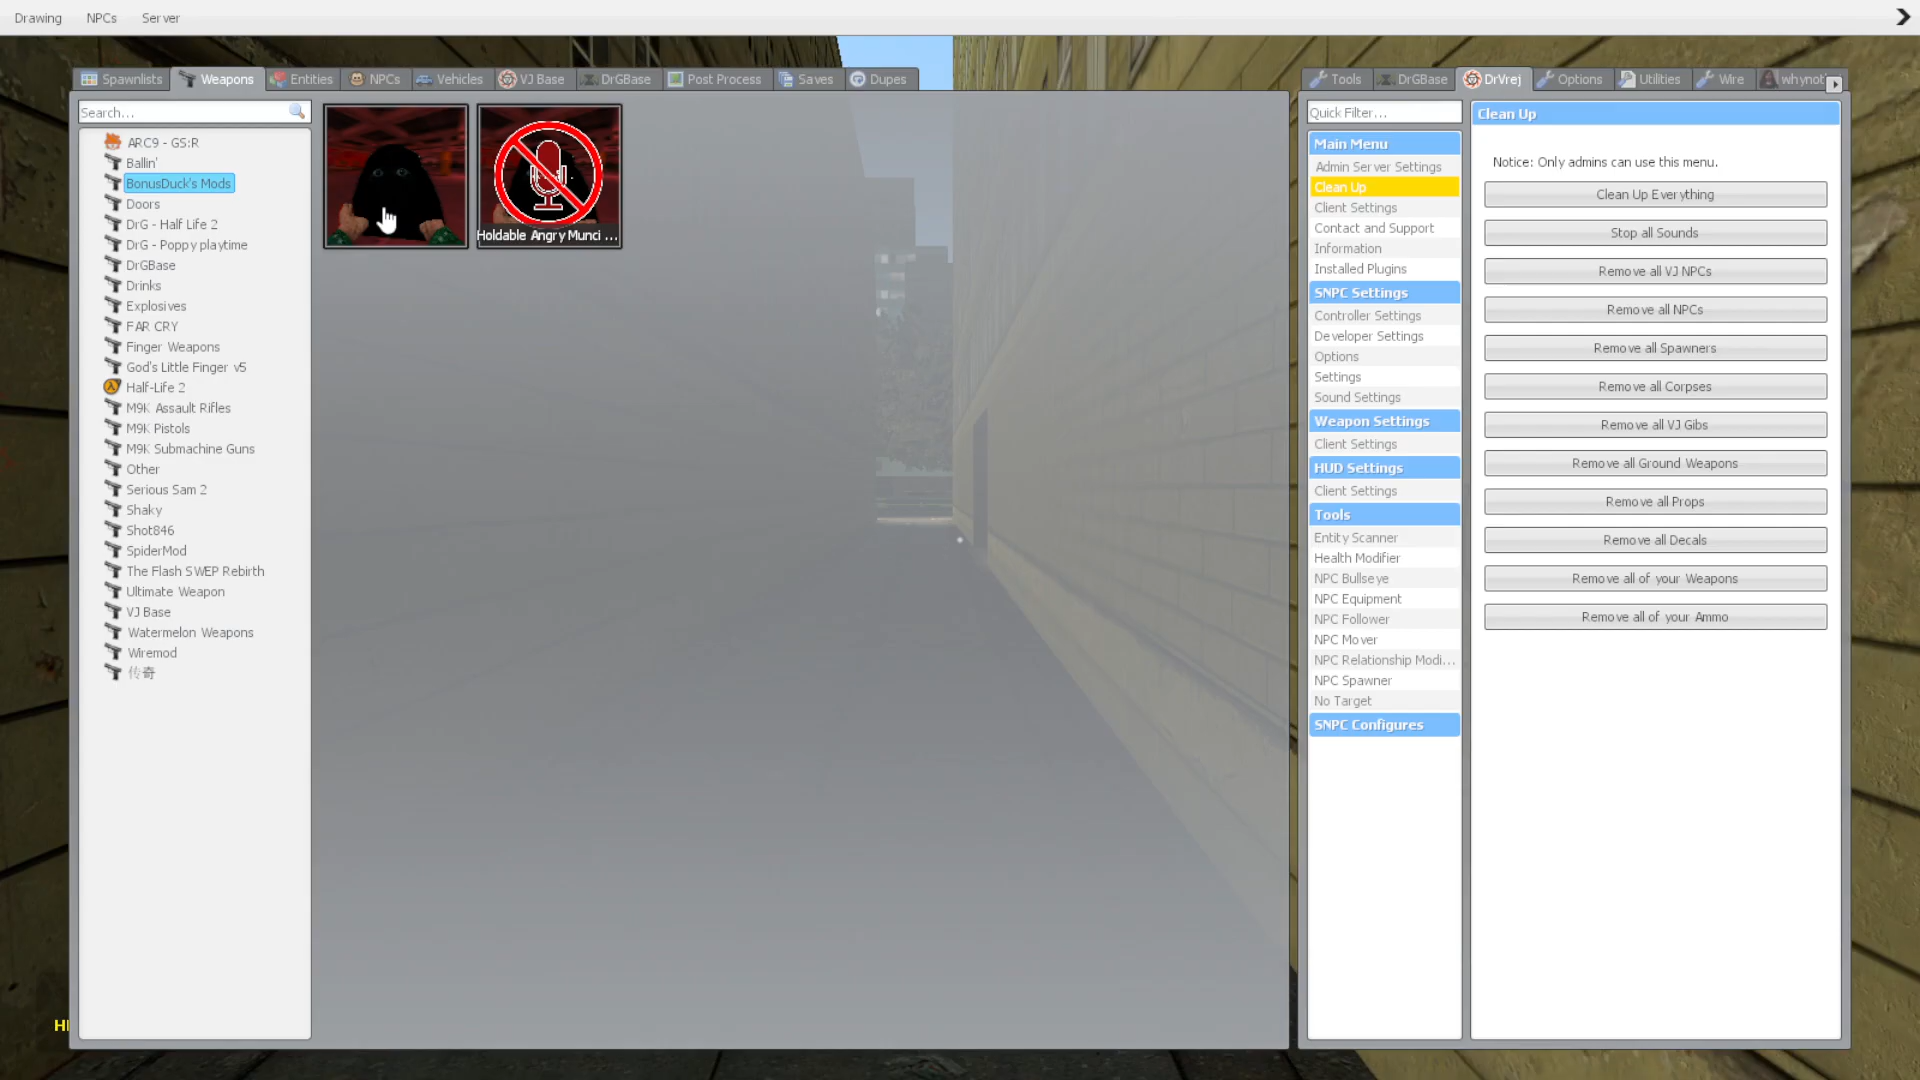 Drawing NPCs Server
Spawnlists Weapons Entities NPCs Vehicles VJ Base DrGBase Post Process Saves Dupes
Search...
ARC9 - GS:R
Ballin'
BonusDuck's Mods
Doors
DrG - Half Life 2
DrG - Poppy playtime
DrGBase
Drinks
Explosives
FAR CRY
Finger Weapons
God's Little Finger v5
Half-Life 2
M9K Assault Rifles
M9K Pistols
M9K Submachine Guns
Other
Serious Sam 2
Shaky
Shot846
SpiderMod
The Flash SWEP Rebirth
Ultimate Weapon
VJ Base
Watermelon Weapons
Wiremod
传奇
Holdable Angry Munci ...
Tools DrGBase DrVrej Options Utilities Wire whynot
Quick Filter...
Main Menu
Admin Server Settings
Clean Up
Client Settings
Contact and Support
Information
Installed Plugins
SNPC Settings
Controller Settings
Developer Settings
Options
Settings
Sound Settings
Weapon Settings
Client Settings
HUD Settings
Client Settings
Tools
Entity Scanner
Health Modifier
NPC Bullseye
NPC Equipment
NPC Follower
NPC Mover
NPC Relationship Modi...
NPC Spawner
No Target
SNPC Configures
Clean Up
Notice: Only admins can use this menu.
Clean Up Everything
Stop all Sounds
Remove all VJ NPCs
Remove all NPCs
Remove all Spawners
Remove all Corpses
Remove all VJ Gibs
Remove all Ground Weapons
Remove all Props
Remove all Decals
Remove all of your Weapons
Remove all of your Ammo